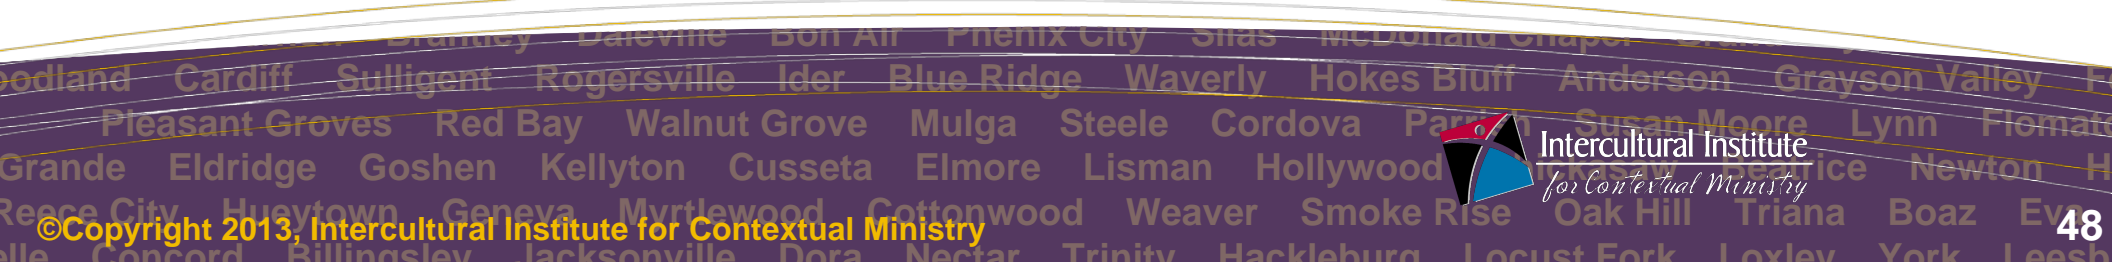 Brantley Daleville Bon Air Phenix City Silas McDonald Chapel
Cardiff Sulligent Rogersville Ider Blue Ridge Waverly Hokes Bluff Anderson Grayson Valley
Pleasant Groves Red Bay Walnut Grove Mulga Steele Cordova Susan Moore Lynn
Grande Eldridge Goshen Kellyton Cusseta Elmore Lisman Hollywood Newton
Reece City Hueytown Geneva Myrtlewood Cottonwood Weaver Smoke Rise Oak Hill Triana Boaz
Concord Billingsley Jacksonville Dora Nectar Trinity Hackleburg Locust Fork Loxley York
Intercultural Institute
for Contextual Ministry
©Copyright 2013, Intercultural Institute for Contextual Ministry
48